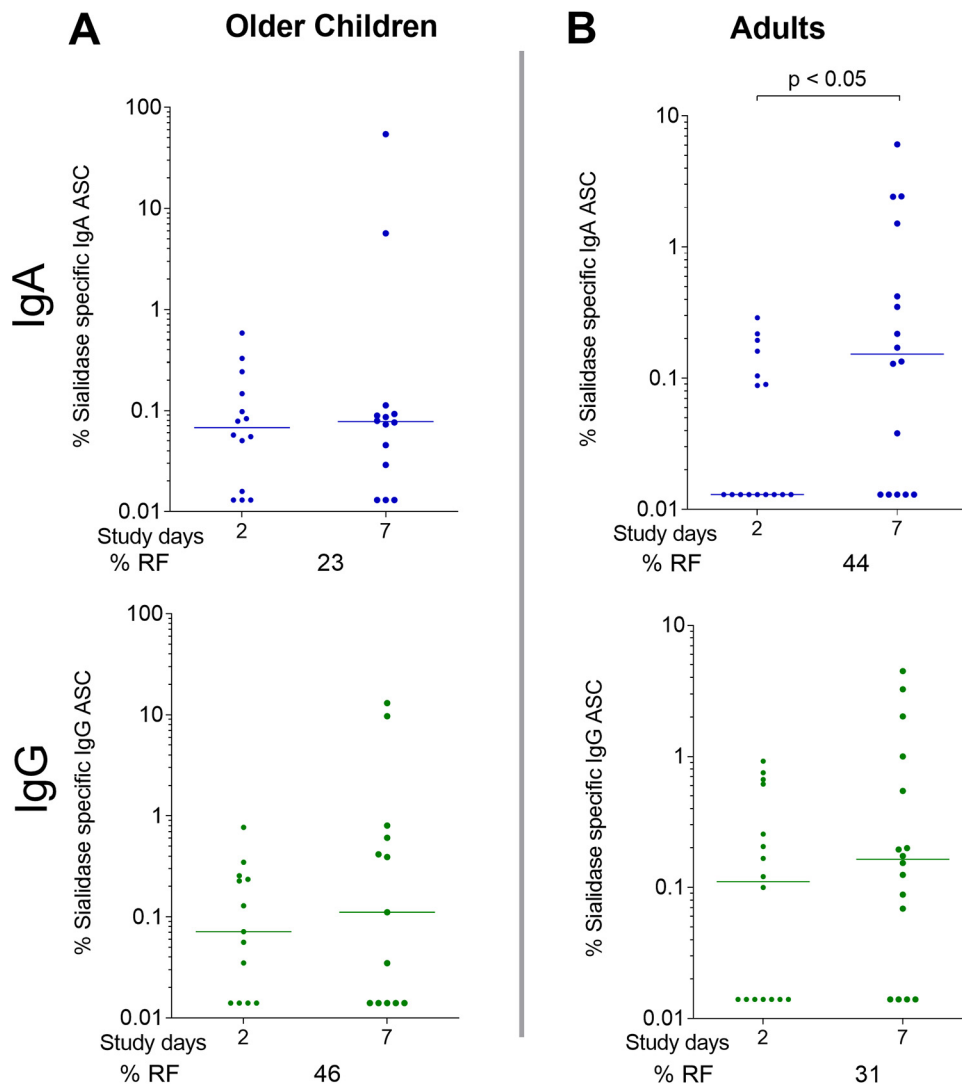 A Older Children
IgA
% Sialidase specific IgA ASC
100
10
1
0.1
0.01
Study days 2 7
% RF 23
IgG
% Sialidase specific IgG ASC
100
10
1
0.1
0.01
Study days 2 7
% RF 46
B Adults
p < 0.05
% Sialidase specific IgA ASC
10
1
0.1
0.01
Study days 2 7
% RF 44
% Sialidase specific IgG ASC
10
1
0.1
0.01
Study days 2 7
% RF 31